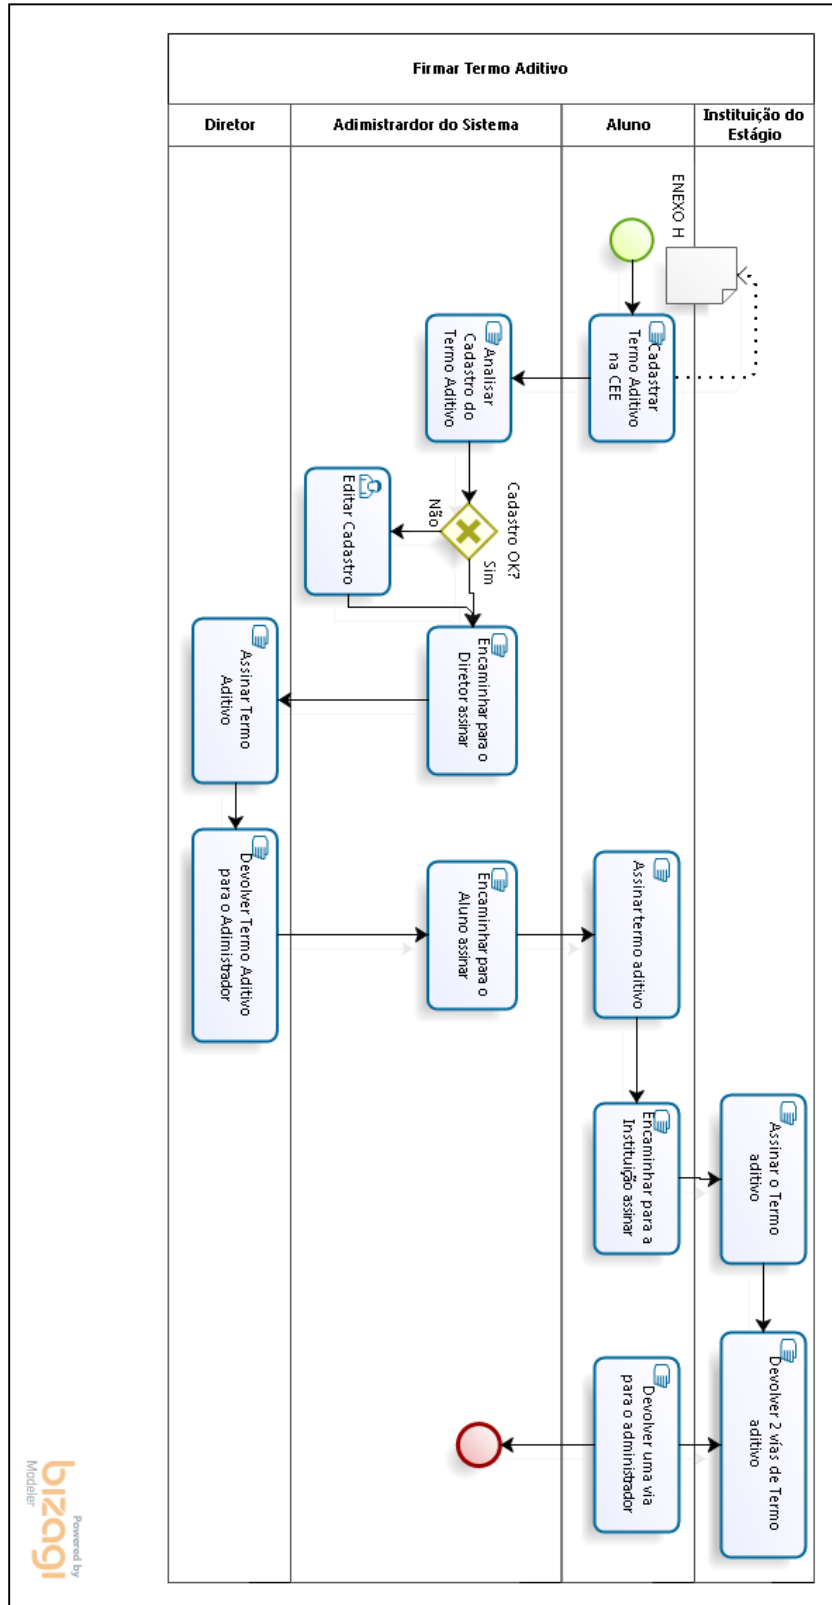 Firmar Termo Aditivo
Diretor
Adimistrardor do Sistema
Aluno
Instituição do
Estágio
ENEXO H
Cadastrar
Termo Aditivo
na CEE
Analisar
Cadastro do
Termo Aditivo
Cadastro OK?
Não
Sim
Editar Cadastro
Encaminhar para o
Diretor assinar
Assinar Termo
Aditivo
Devolver Termo Aditivo
para o Adimistrador
Encaminhar para o
Aluno assinar
Assinar termo aditivo
Encaminhar para a
Instituição assinar
Assinar o Termo
aditivo
Devolver 2 vías de Termo
aditivo
Devolver uma via
para o administrador
Powered by
bizagi
Modeler